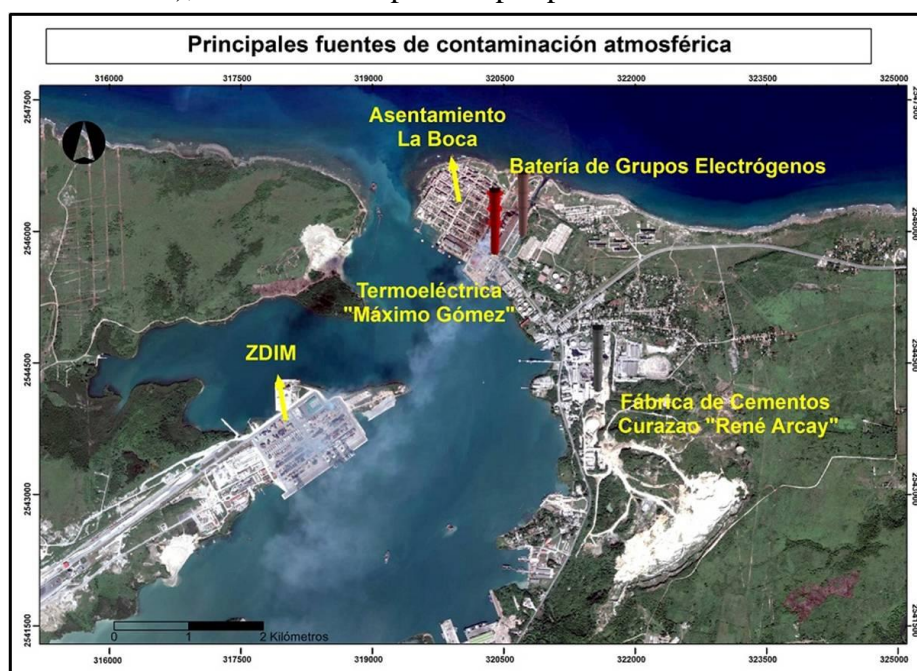 Principales fuentes de contaminación atmosférica
316000 317500 319000 320500 322000 323500 325000
2547500
Asentamiento
La Boca
Batería de Grupos Electrógenos
2546000
Termoeléctrica
"Máximo Gómez"
ZDIM
2544500
Fábrica de Cementos
Curazao "René Arcay"
2543000
2541500
0 1 2 Kilómetros
316000 317500 319000 320500 322000 323500 325000